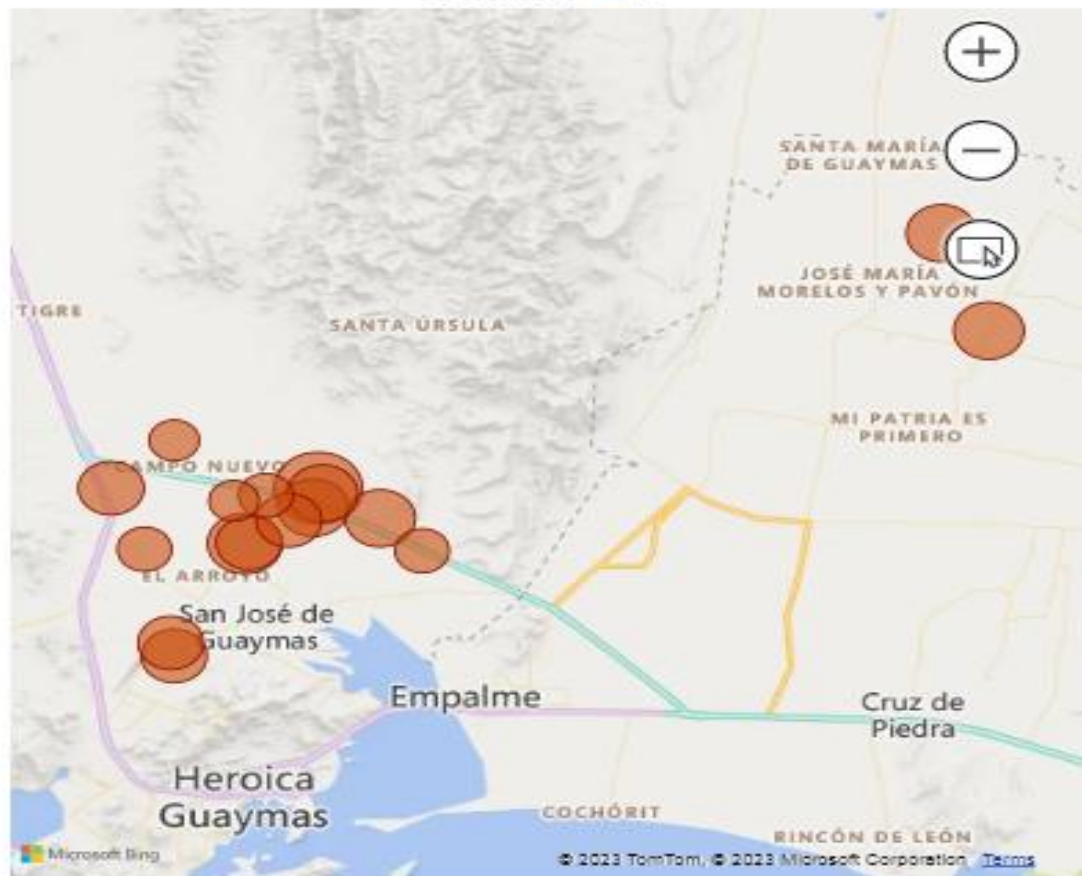 SANTA MARÍA
DE GUAYMAS
JOSÉ MARÍA
MORELOS Y PAVÓN
TIGRE
SANTA ÚRSULA
MI PATRIA ES
PRIMERO
CAMPO NUEVO
EL ARROYO
San José de
Guaymas
Empalme
Cruz de
Piedra
Heroica
Guaymas
COCHÓRIT
RINCÓN DE LEÓN
Microsoft Bing
© 2023 TomTom, © 2023 Microsoft Corporation, Terms